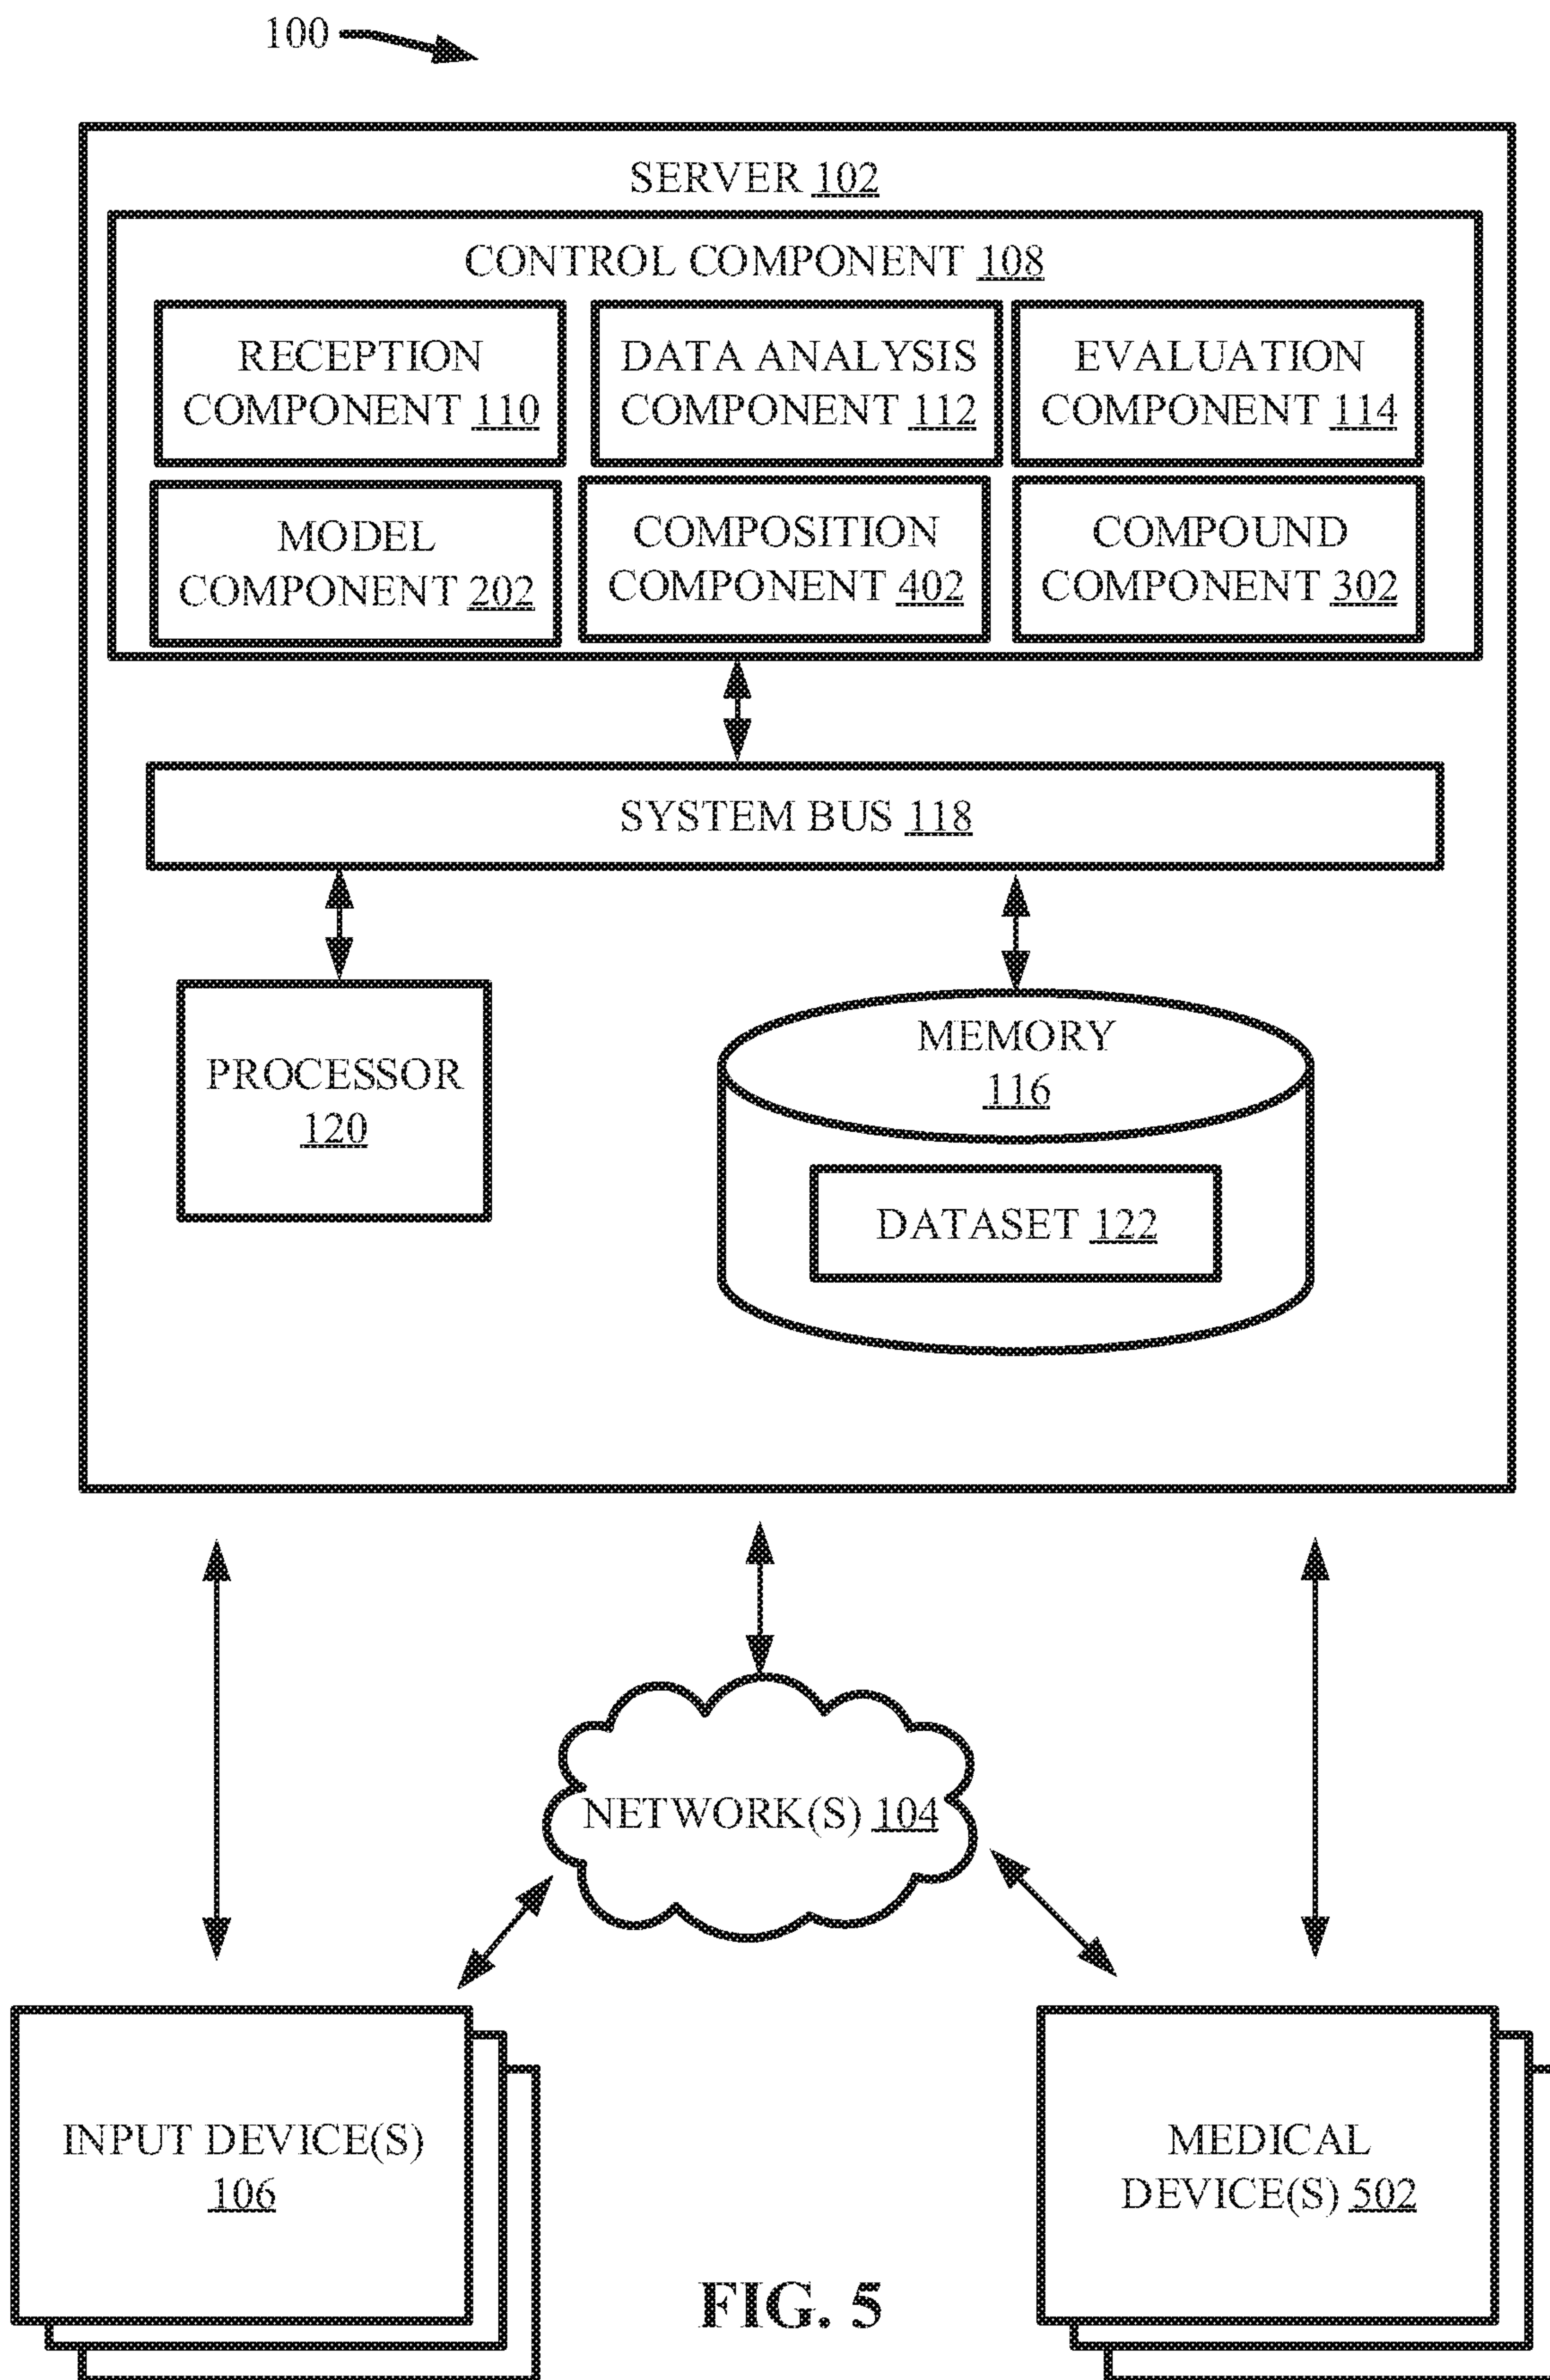 100
SERVER 102
CONTROL COMPONENT 108
RECEPTION
COMPONENT 110
DATA ANALYSIS
COMPONENT 112
EVALUATION
COMPONENT 114
MODEL
COMPONENT 202
COMPOSITION
COMPONENT 402
COMPOUND
COMPONENT 302
SYSTEM BUS 118
PROCESSOR
120
MEMORY
116
DATASET 122
NETWORK(S) 104
INPUT DEVICE(S)
106
MEDICAL
DEVICE(S) 502
FIG. 5